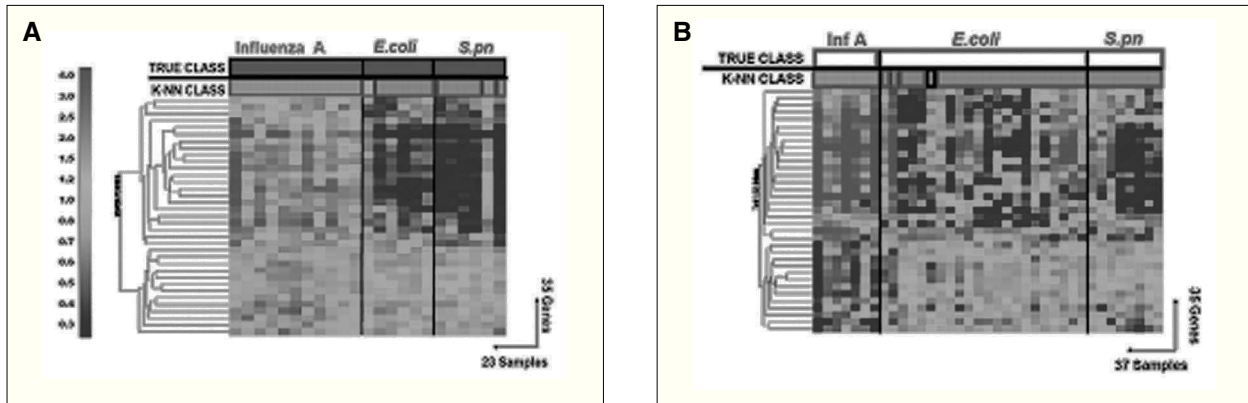 A
Influenza A E.coli S.pn
TRUE CLASS
K-NN CLASS
4.0
3.0
2.5
2.0
1.5
1.2
1.0
0.8
0.7
0.6
0.5
0.4
0.3
35 Genes
23 Samples
B
Inf A E.coli S.pn
TRUE CLASS
K-NN CLASS
35 Genes
37 Samples